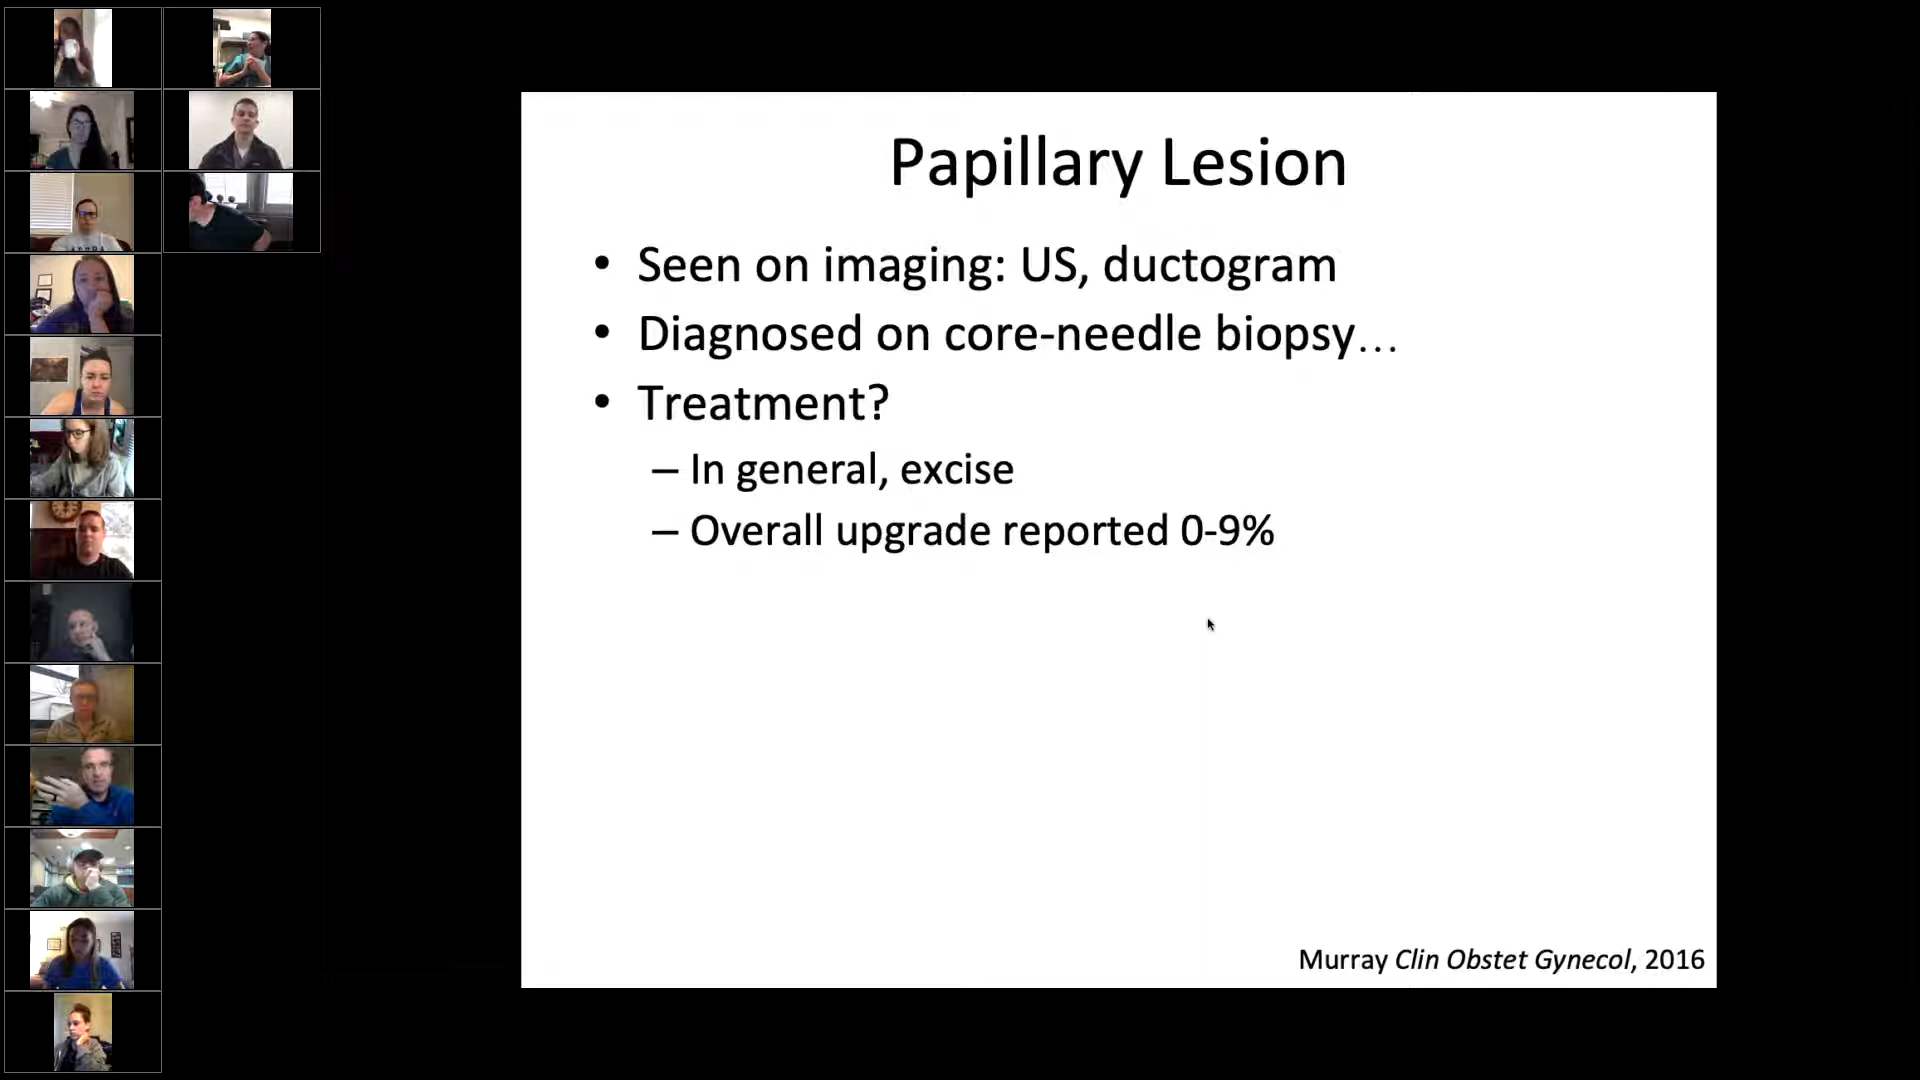 Papillary Lesion
• Seen on imaging: US, ductogram
• Diagnosed on core-needle biopsy…
• Treatment?
– In general, excise
– Overall upgrade reported 0-9%
Murray Clin Obstet Gynecol, 2016